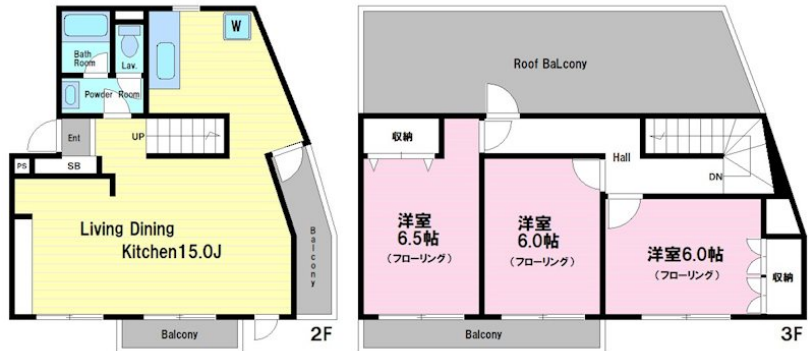 Bath
Room
Lav.
W
Powder Room
Ent
UP
PS
SB
Living Dining
Kitchen15.0J
Balcony
Balcony
2F
Roof BaLcony
収納
Hall
DN
洋室
6.5帖
(フローリング)
洋室
6.0帖
(フローリング)
洋室6.0帖
(フローリング)
収納
Balcony
3F